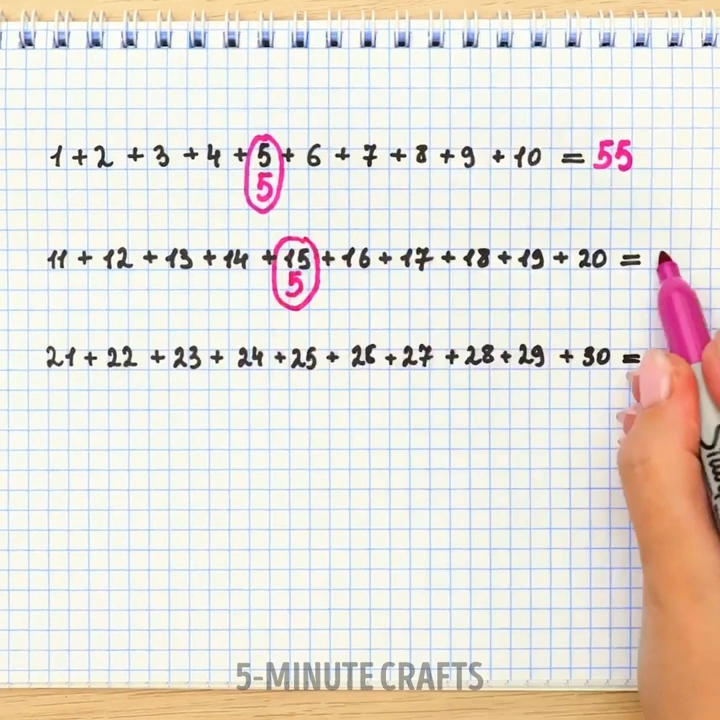 1 + 2 + 3 + 4 + 5 + 6 + 7 + 8 + 9 + 10 = 55
5
11 + 12 + 13 + 14 + 15 + 16 + 17 + 18 + 19 + 20 =
5
21 + 22 + 23 + 24 + 25 + 26 + 27 + 28 + 29 + 30 =
5-MINUTE CRAFTS